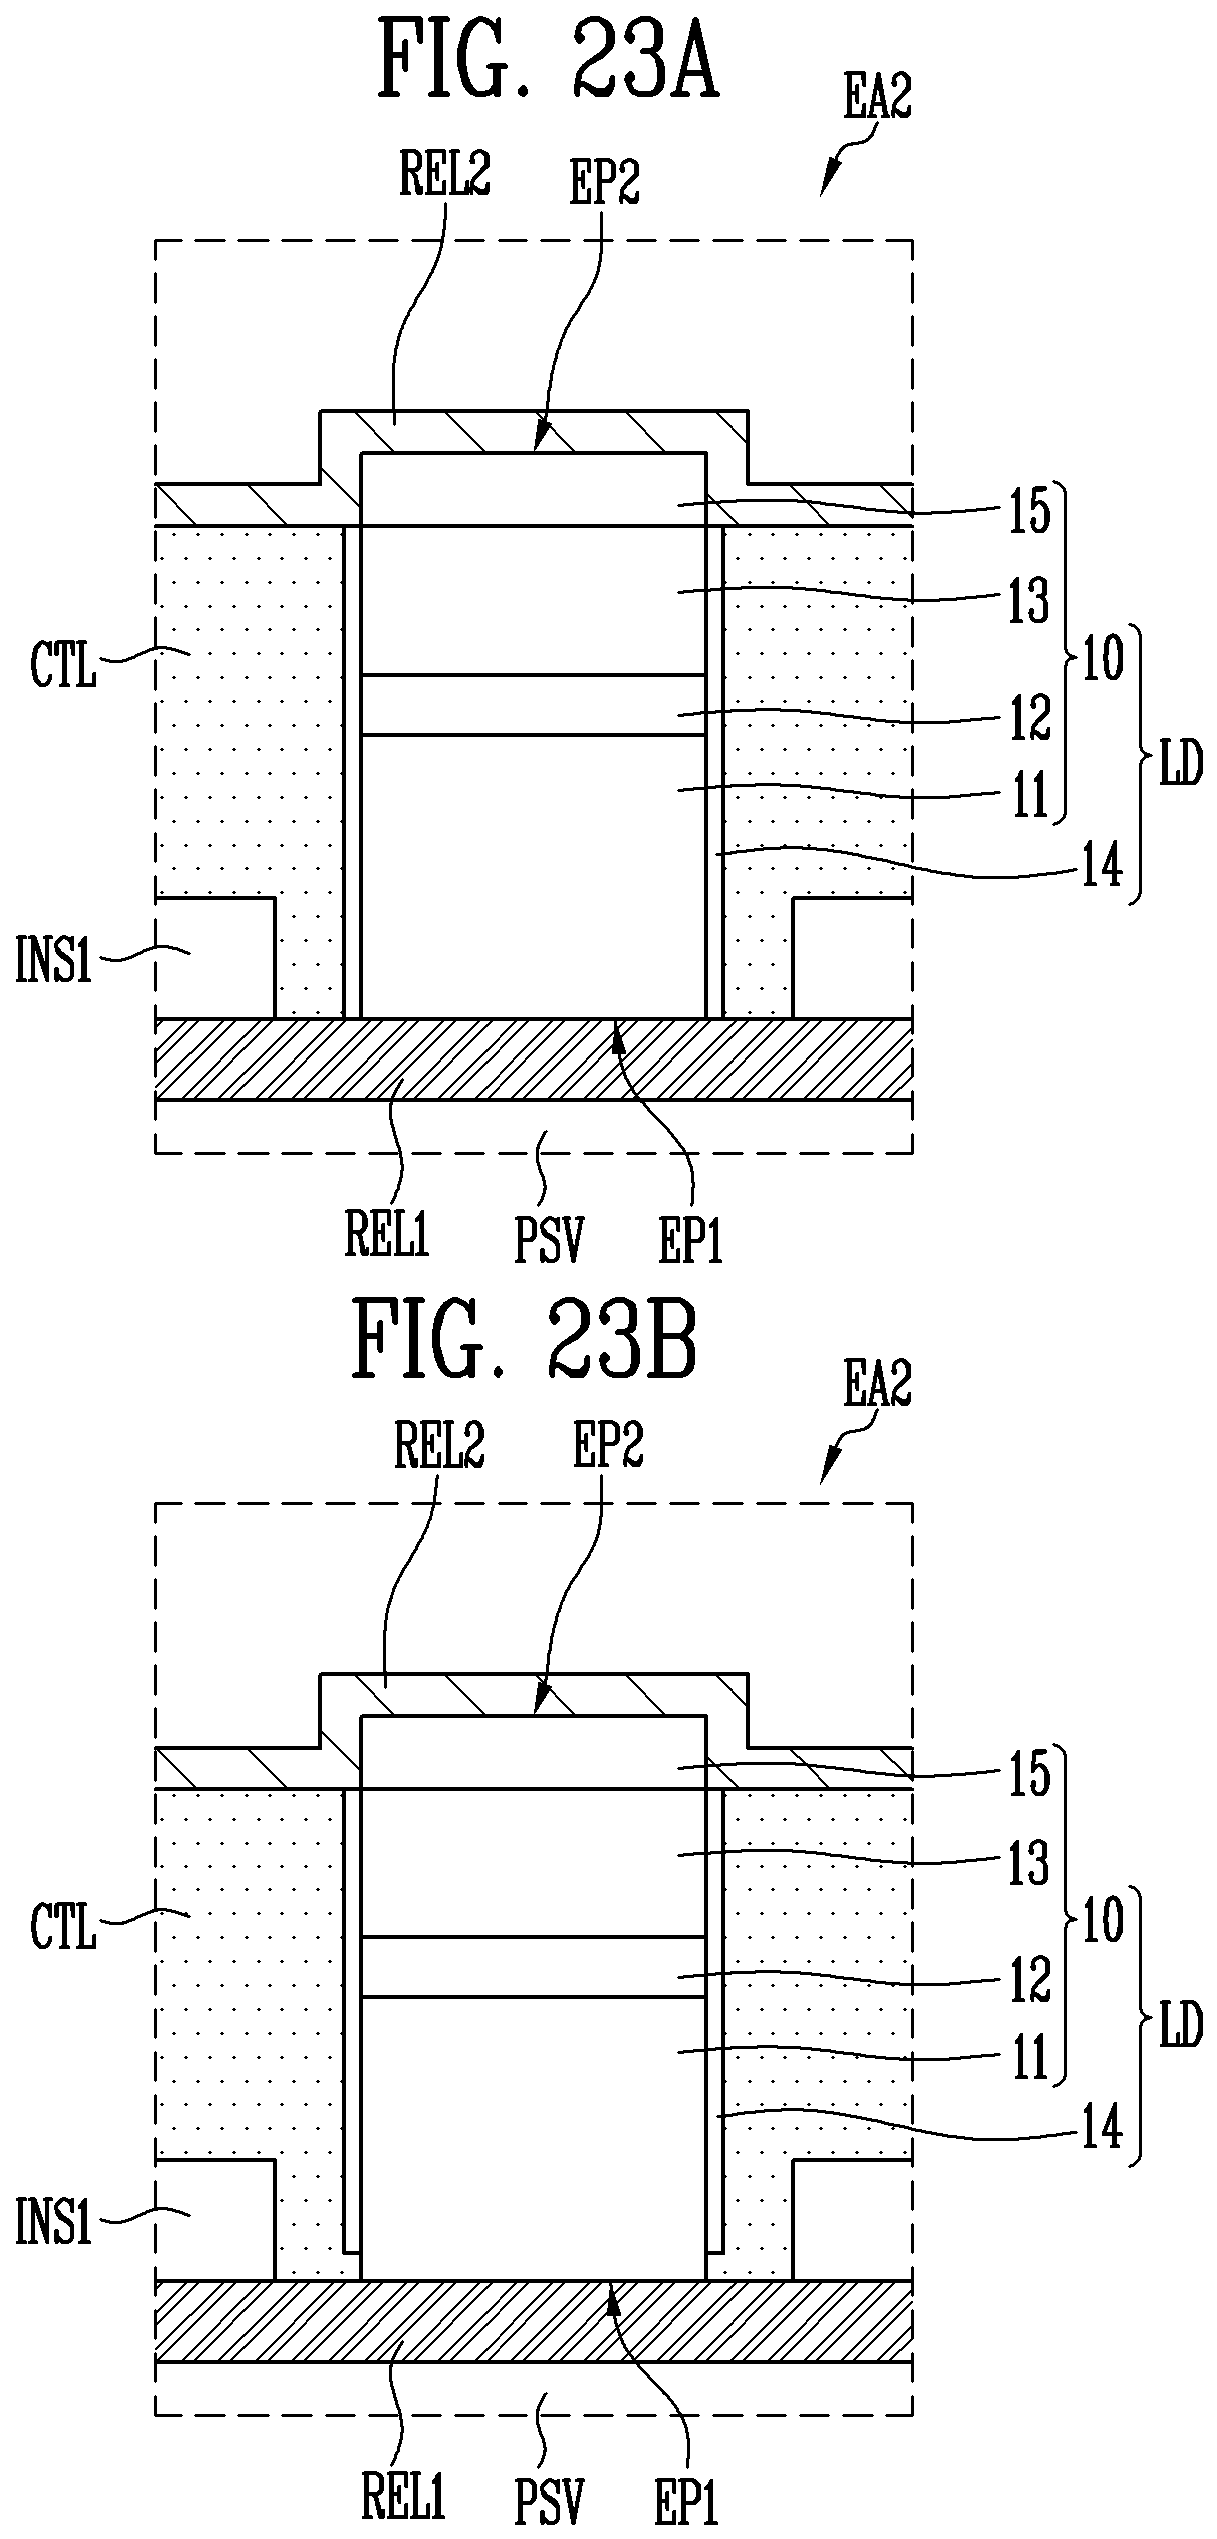 FIG. 23A
EA2
REL2 EP2
15
13
CTL 10
12 LD
11
14
INS1
REL1 PSV EP1
FIG. 23B
EA2
REL2 EP2
15
13
CTL 10
12 LD
11
14
INS1
REL1 PSV EP1